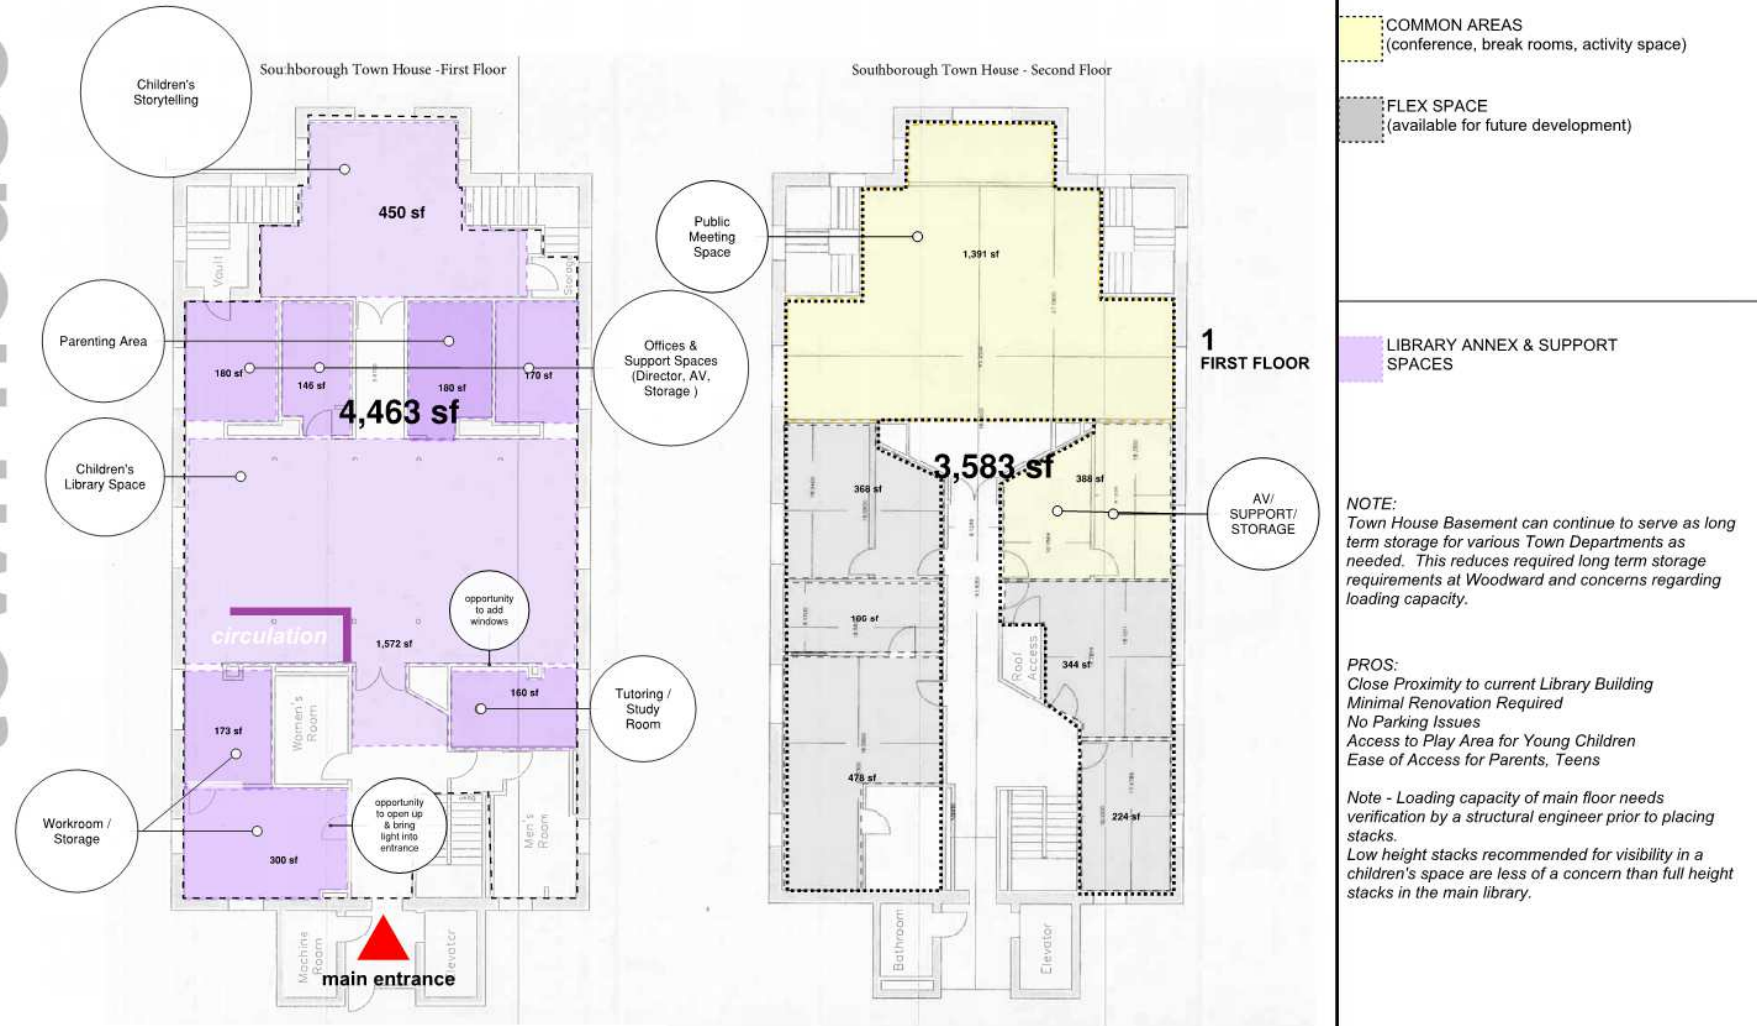 Children's
Storytelling
Southborough Town House -First Floor
450 sf
Vault
Storage
Parenting Area
180 sf
146 sf
180 sf
170 sf
Offices &
Support Spaces
(Director, AV,
Storage )
4,463 sf
Children's
Library Space
opportunity
to add
windows
circulation
1,572 sf
160 sf
Tutoring /
Study
Room
Women's
Room
173 sf
Workroom /
Storage
opportunity
to open up
& bring
light into
entrance
Men's
Room
300 sf
Machine
Room
Elevator
main entrance
Southborough Town House - Second Floor
Public
Meeting
Space
1,391 sf
1
FIRST FLOOR
3,583 sf
368 sf
388 sf
AV/
SUPPORT/
STORAGE
Roof
Access
344 sf
478 sf
224 sf
Bathroom
Elevator
COMMON AREAS
(conference, break rooms, activity space)
FLEX SPACE
(available for future development)
LIBRARY ANNEX & SUPPORT
SPACES
NOTE:
Town House Basement can continue to serve as long
term storage for various Town Departments as
needed. This reduces required long term storage
requirements at Woodward and concerns regarding
loading capacity.
PROS:
Close Proximity to current Library Building
Minimal Renovation Required
No Parking Issues
Access to Play Area for Young Children
Ease of Access for Parents, Teens
Note - Loading capacity of main floor needs
verification by a structural engineer prior to placing
stacks.
Low height stacks recommended for visibility in a
children's space are less of a concern than full height
stacks in the main library.